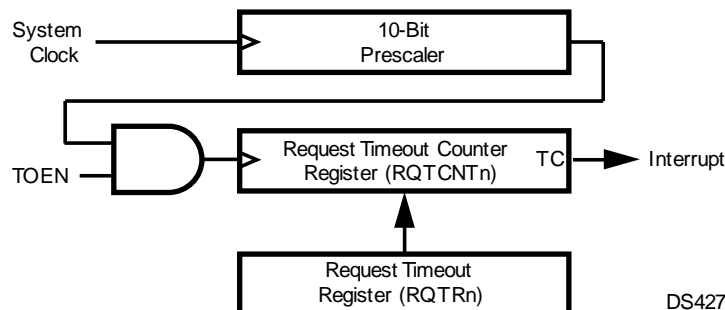 System
Clock
10-Bit
Prescaler
TOEN
Request Timeout Counter
Register (RQTCNTn)
TC
Interrupt
Request Timeout
Register (RQTRn)
DS427